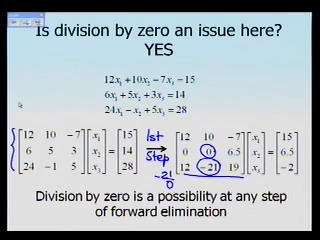 Is division by zero an issue here?
YES
12x₁ + 10x₂ − 7x₃ = 15
6x₁ + 5x₂ + 3x₃ = 14
24x₁ − x₂ + 5x₃ = 28
[12 10 −7] [x₁] [15] 1st [12 10 −7] [x₁] [15]
[6 5 3] [x₂] = [14] → [0 0 6.5] [x₂] = [6.5]
[24 −1 5] [x₃] [28] Step [12 −21 19] [x₃] [−2]
-21/0
Division by zero is a possibility at any step
of forward elimination